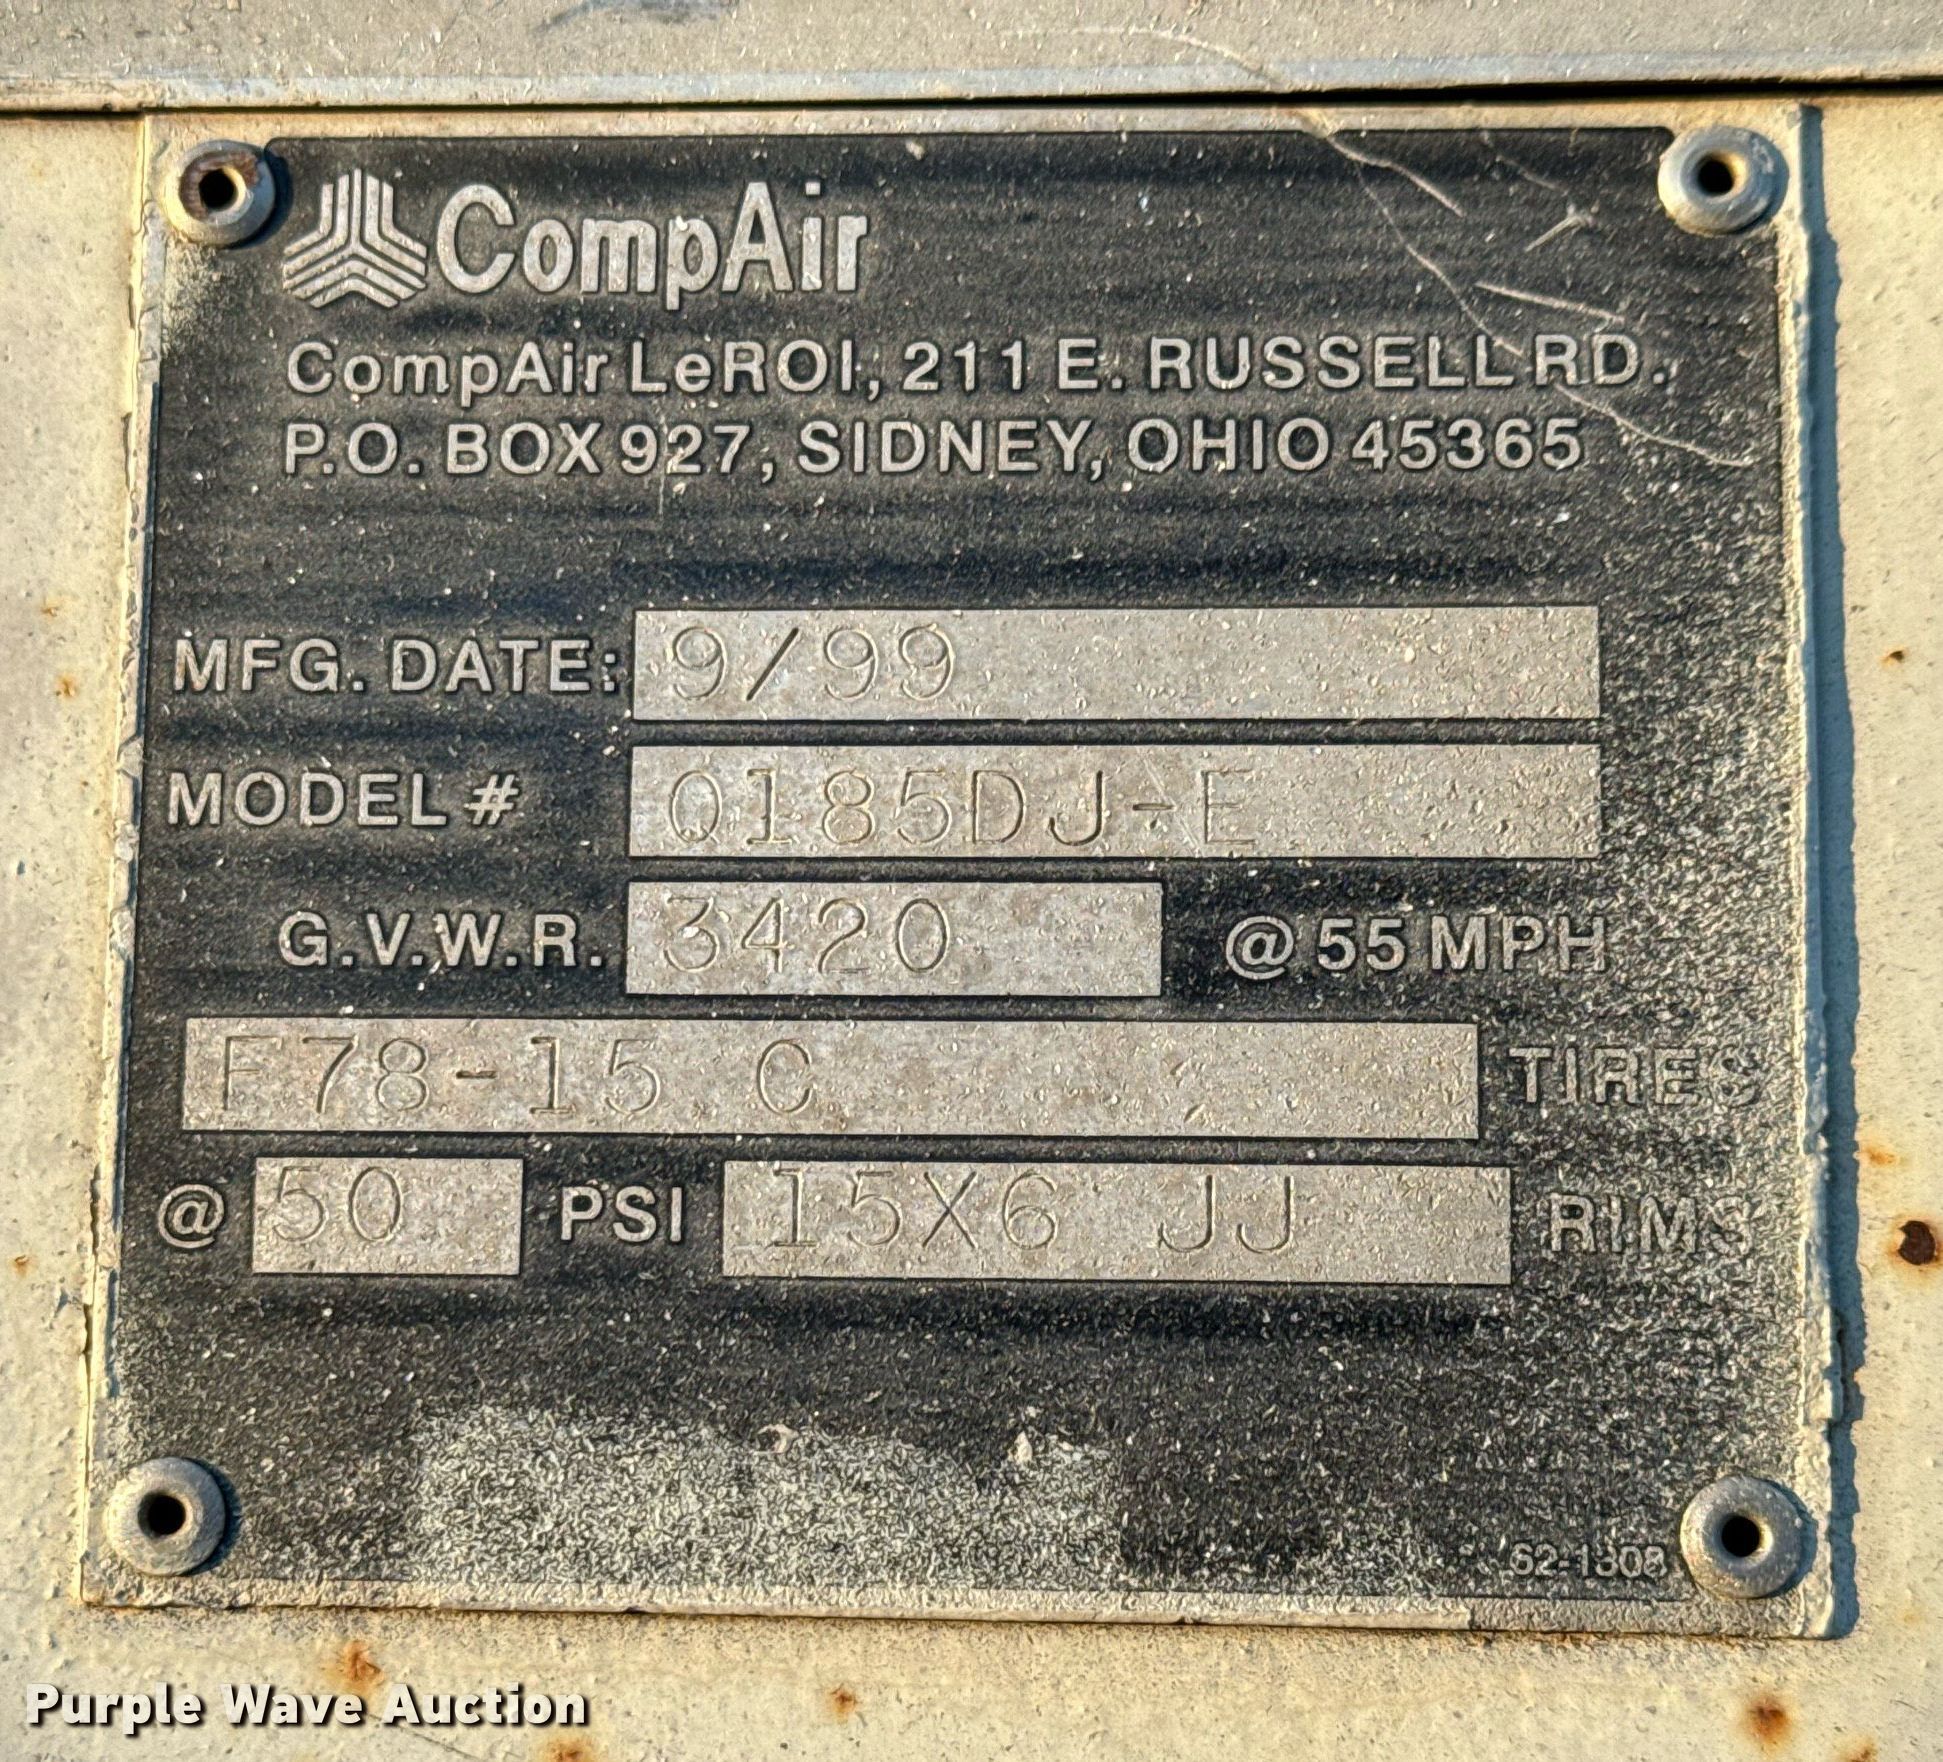 CompAir
CompAir LeROI, 211 E. RUSSELL RD.
P.O. BOX 927, SIDNEY, OHIO 45365
MFG. DATE: 9/99
MODEL # Q185DJ-E
G.V.W.R. 3420 @ 55 MPH
F78-15 C TIRES
@ 50 PSI 15X6 JJ RIMS
62-1308
Purple Wave Auction